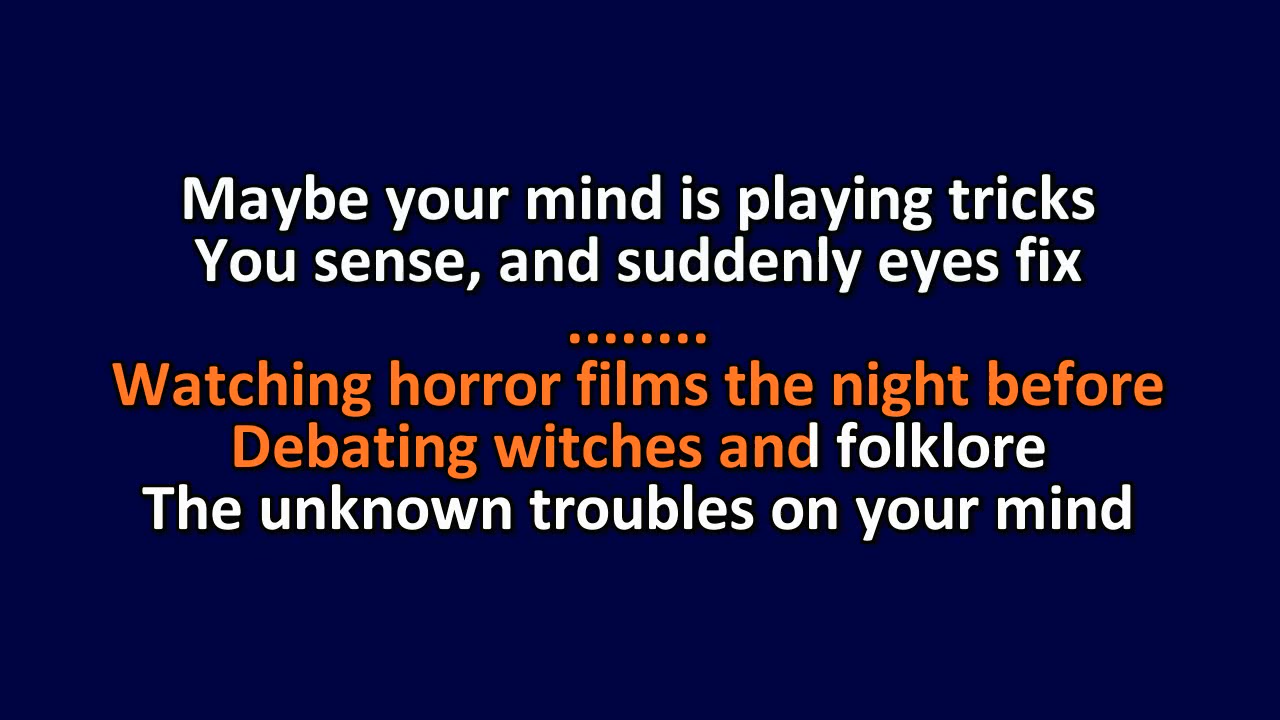 Maybe your mind is playing tricks
You sense, and suddenly eyes fix
........
Watching horror films the night before
Debating witches and folklore
The unknown troubles on your mind